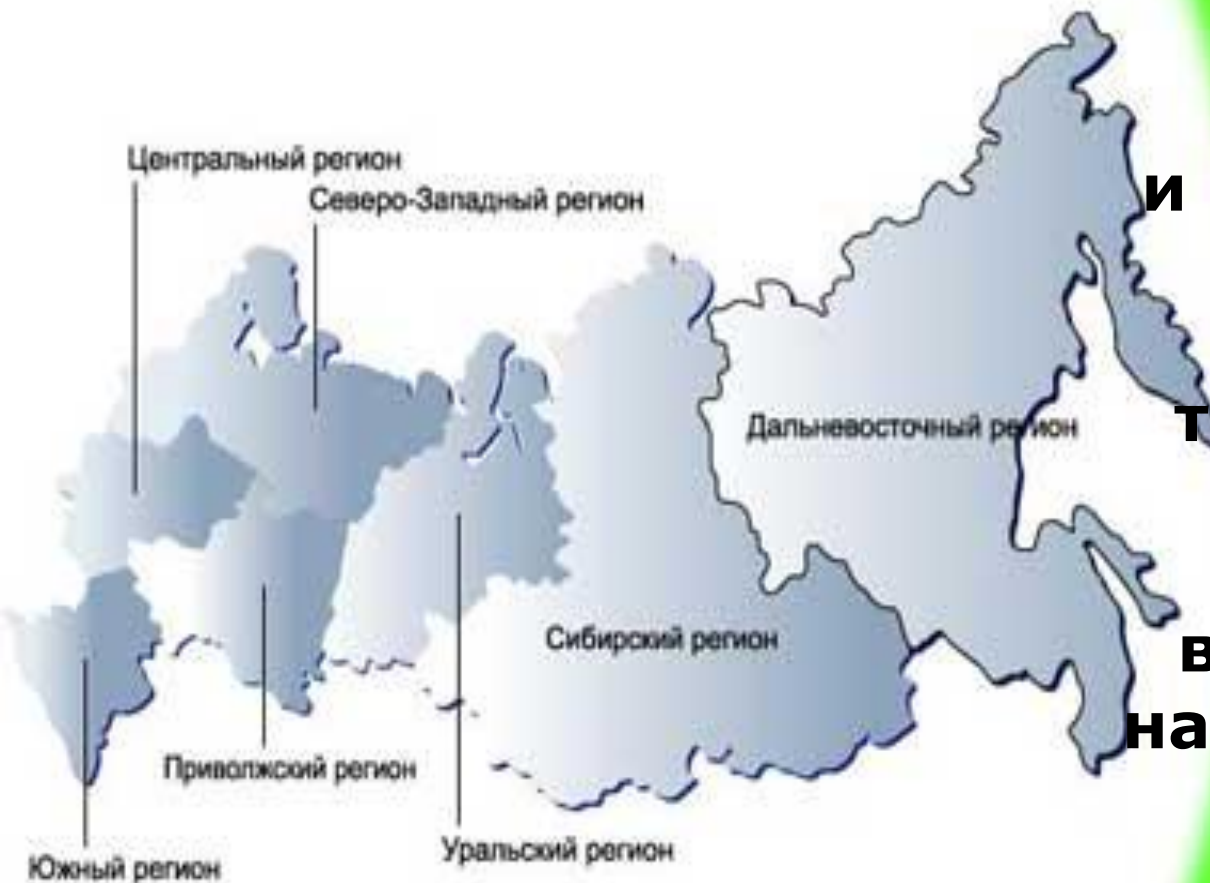 Центральный регион
Северо-Западный регион
и
Дальневосточный регион
т
Сибирский регион
в
на
Приволжский регион
Уральский регион
Южный регион